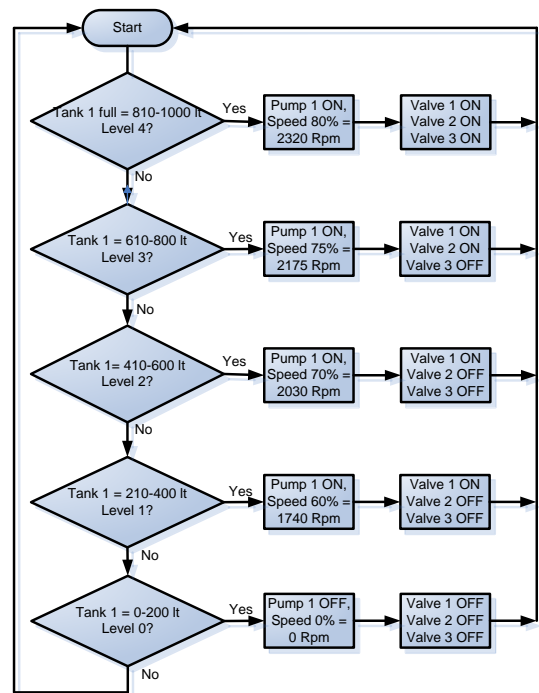 Start
Tank 1 full = 810-1000 lt
Level 4?
Yes
Pump 1 ON,
Speed 80% =
2320 Rpm
Valve 1 ON
Valve 2 ON
Valve 3 ON
No
Tank 1 = 610-800 lt
Level 3?
Yes
Pump 1 ON,
Speed 75% =
2175 Rpm
Valve 1 ON
Valve 2 ON
Valve 3 OFF
No
Tank 1= 410-600 lt
Level 2?
Yes
Pump 1 ON,
Speed 70% =
2030 Rpm
Valve 1 ON
Valve 2 OFF
Valve 3 OFF
No
Tank 1 = 210-400 lt
Level 1?
Yes
Pump 1 ON,
Speed 60% =
1740 Rpm
Valve 1 ON
Valve 2 OFF
Valve 3 OFF
No
Tank 1 = 0-200 lt
Level 0?
Yes
Pump 1 OFF,
Speed 0% =
0 Rpm
Valve 1 OFF
Valve 2 OFF
Valve 3 OFF
No